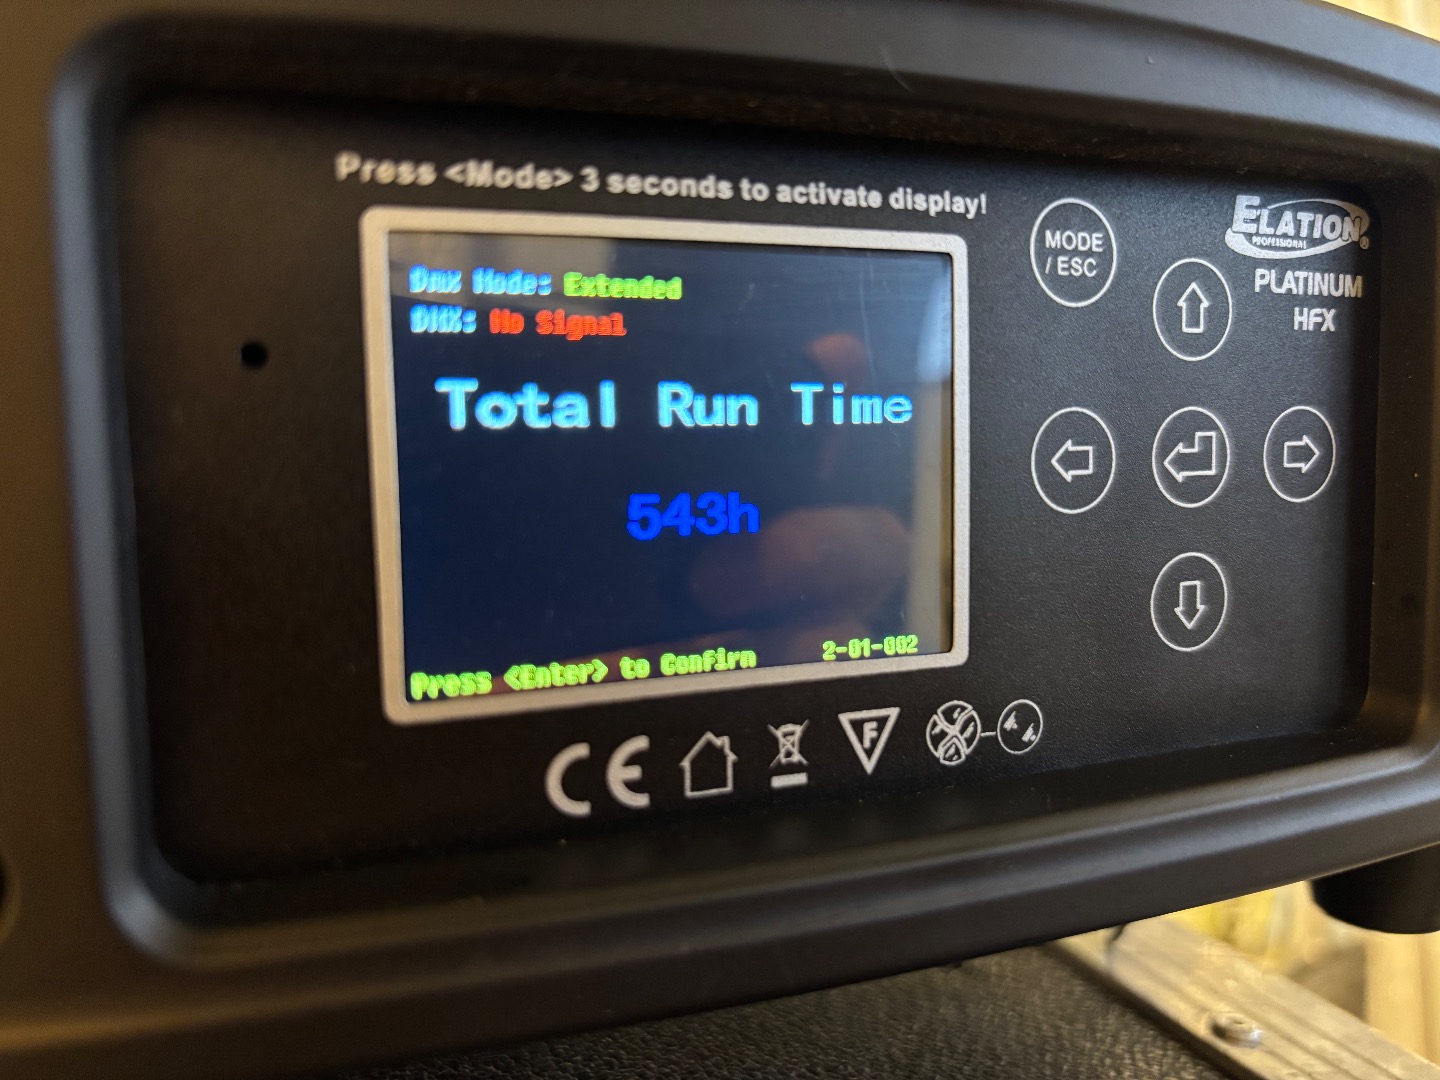 Press <Mode> 3 seconds to activate display!
Dmx Mode: Extended
DMX: No Signal
Total Run Time
543h
Press <Enter> to Confirm
2-01-002
MODE
/ ESC
ELATION®
PROFESSIONAL
PLATINUM
HFX
CE
F